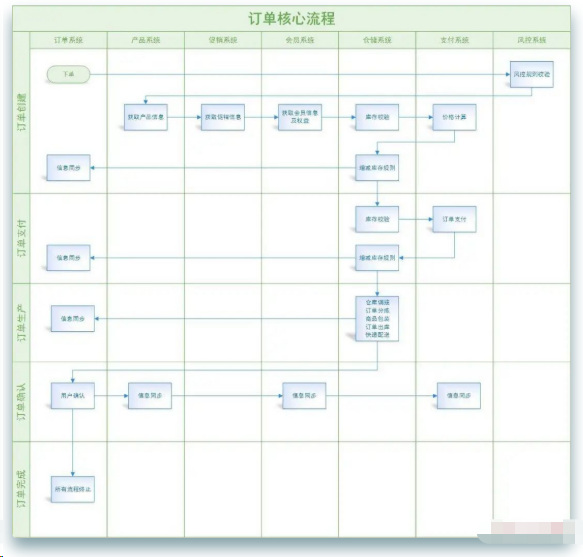 订单核心流程
订单系统 产品系统 促销系统 会员系统 仓储系统 支付系统 风控系统
订单创建
下单
风控规则校验
获取产品信息
获取促销信息
获取会员信息
及权益
库存校验
价格计算
信息同步
增减库存规则
订单支付
库存校验
订单支付
信息同步
增减库存规则
订单生产
信息同步
仓库调拨
订单分拣
商品包装
订单出库
快递配送
订单确认
用户确认
信息同步
信息同步
信息同步
订单完成
所有流程终止